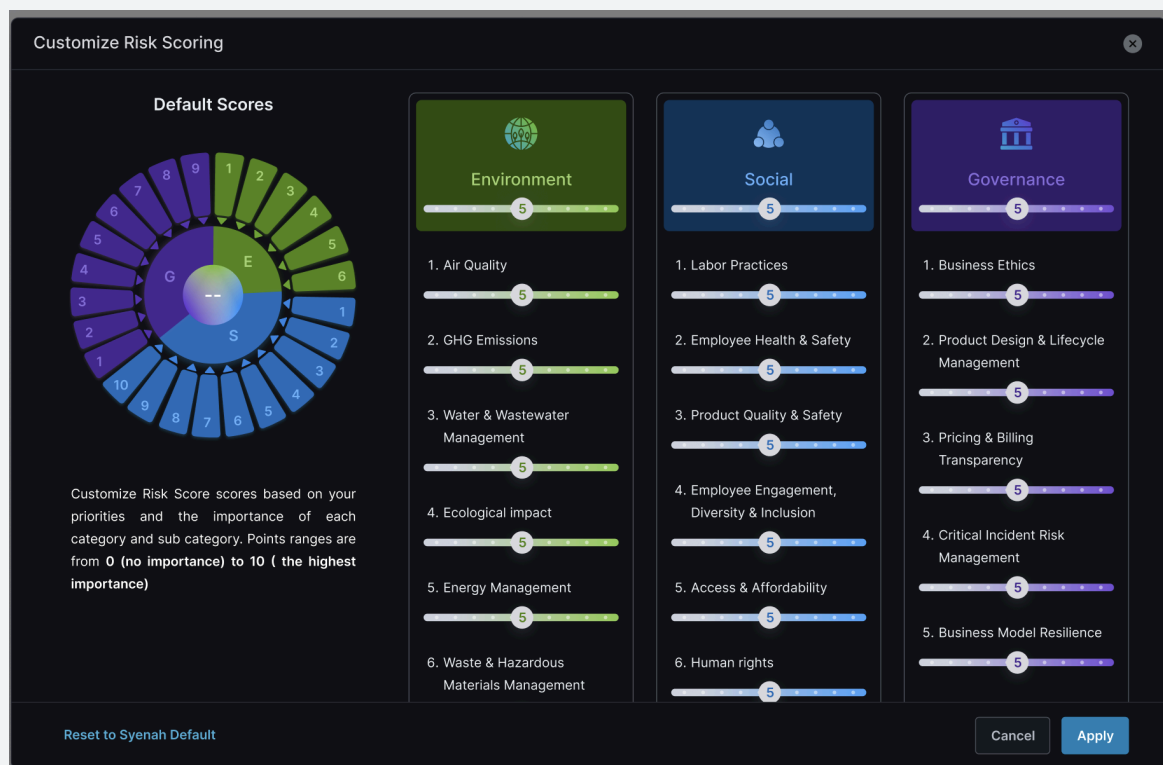 Customize Risk Scoring
Default Scores
1
2
3
4
5
6
1
2
3
4
5
6
7
8
9
10
1
2
3
4
5
6
7
8
9
E
S
G
--
Customize Risk Score scores based on your
priorities and the importance of each
category and sub category. Points ranges are
from 0 (no importance) to 10 ( the highest
importance)
Environment
5
1. Air Quality
5
2. GHG Emissions
5
3. Water & Wastewater
Management
5
4. Ecological impact
5
5. Energy Management
5
6. Waste & Hazardous
Materials Management
Social
5
1. Labor Practices
5
2. Employee Health & Safety
5
3. Product Quality & Safety
5
4. Employee Engagement,
Diversity & Inclusion
5
5. Access & Affordability
5
6. Human rights
5
Governance
5
1. Business Ethics
5
2. Product Design & Lifecycle
Management
5
3. Pricing & Billing
Transparency
5
4. Critical Incident Risk
Management
5
5. Business Model Resilience
5
Reset to Syenah Default
Cancel
Apply